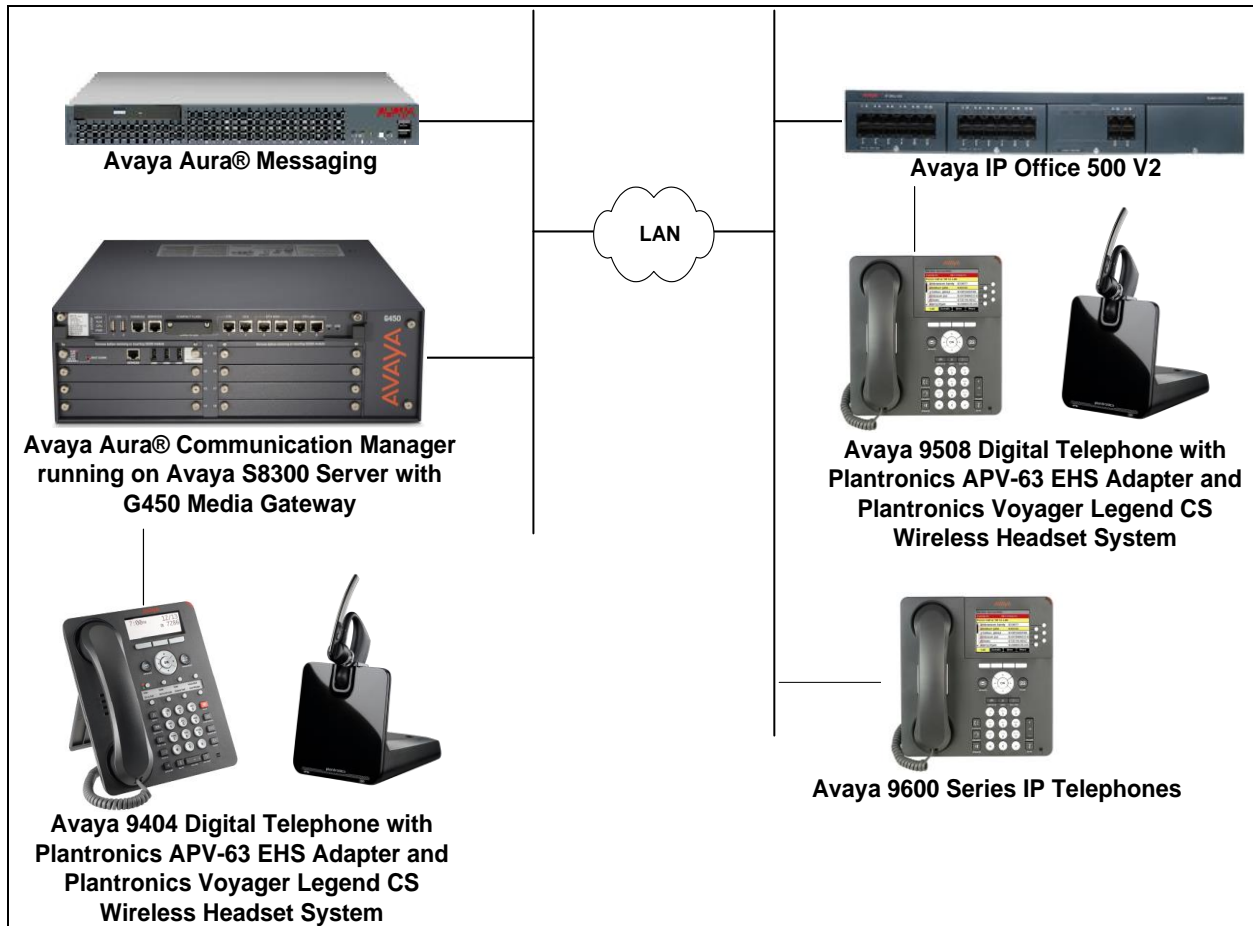 Avaya Aura® Messaging
Avaya IP Office 500 V2
LAN
G450
AVAYA
Avaya Aura® Communication Manager
running on Avaya S8300 Server with
G450 Media Gateway
Avaya 9508 Digital Telephone with
Plantronics APV-63 EHS Adapter and
Plantronics Voyager Legend CS
Wireless Headset System
Avaya 9404 Digital Telephone with
Plantronics APV-63 EHS Adapter and
Plantronics Voyager Legend CS
Wireless Headset System
Avaya 9600 Series IP Telephones